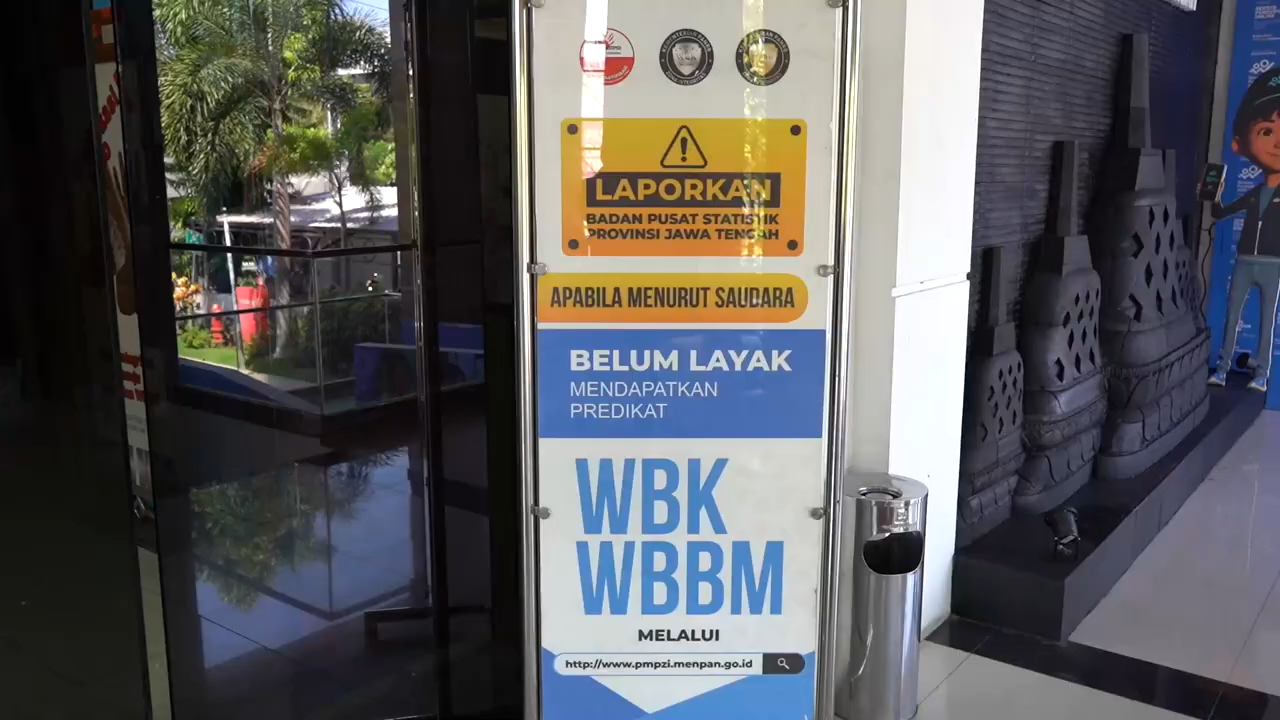 LAPORKAN
BADAN PUSAT STATISTIK
PROVINSI JAWA TENGAH
APABILA MENURUT SAUDARA
BELUM LAYAK
MENDAPATKAN
PREDIKAT
WBK
WBBM
MELALUI
http://www.pmpzi.menpan.go.id